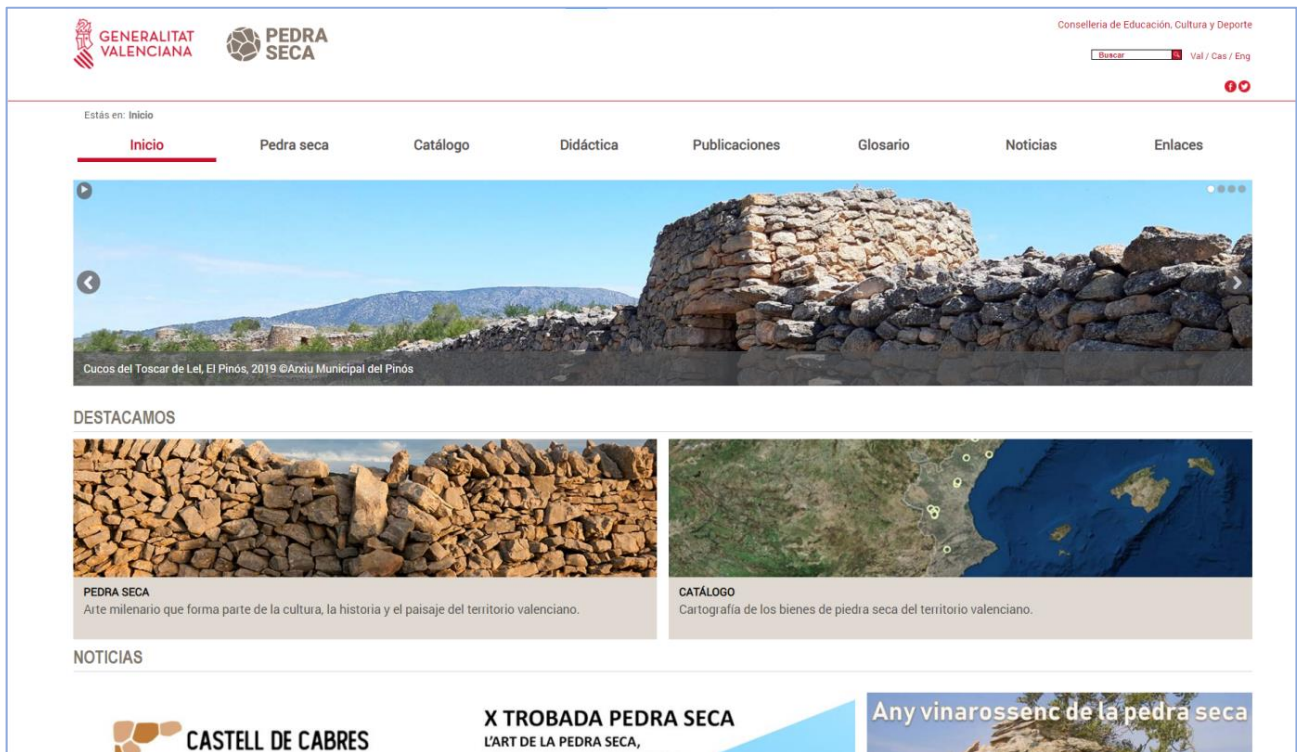 GENERALITAT
VALENCIANA
PEDRA
SECA
Conselleria de Educación, Cultura y Deporte
Buscar
Val / Cas / Eng
Estás en: Inicio
Inicio Pedra seca Catálogo Didáctica Publicaciones Glosario Noticias Enlaces
Cucos del Toscar de Lel, El Pinós, 2019 ©Arxiu Municipal del Pinós
DESTACAMOS
PEDRA SECA
Arte milenario que forma parte de la cultura, la historia y el paisaje del territorio valenciano.
CATÁLOGO
Cartografía de los bienes de piedra seca del territorio valenciano.
NOTICIAS
CASTELL DE CABRES
X TROBADA PEDRA SECA
L'ART DE LA PEDRA SECA,
Any vinarossenc de la pedra seca